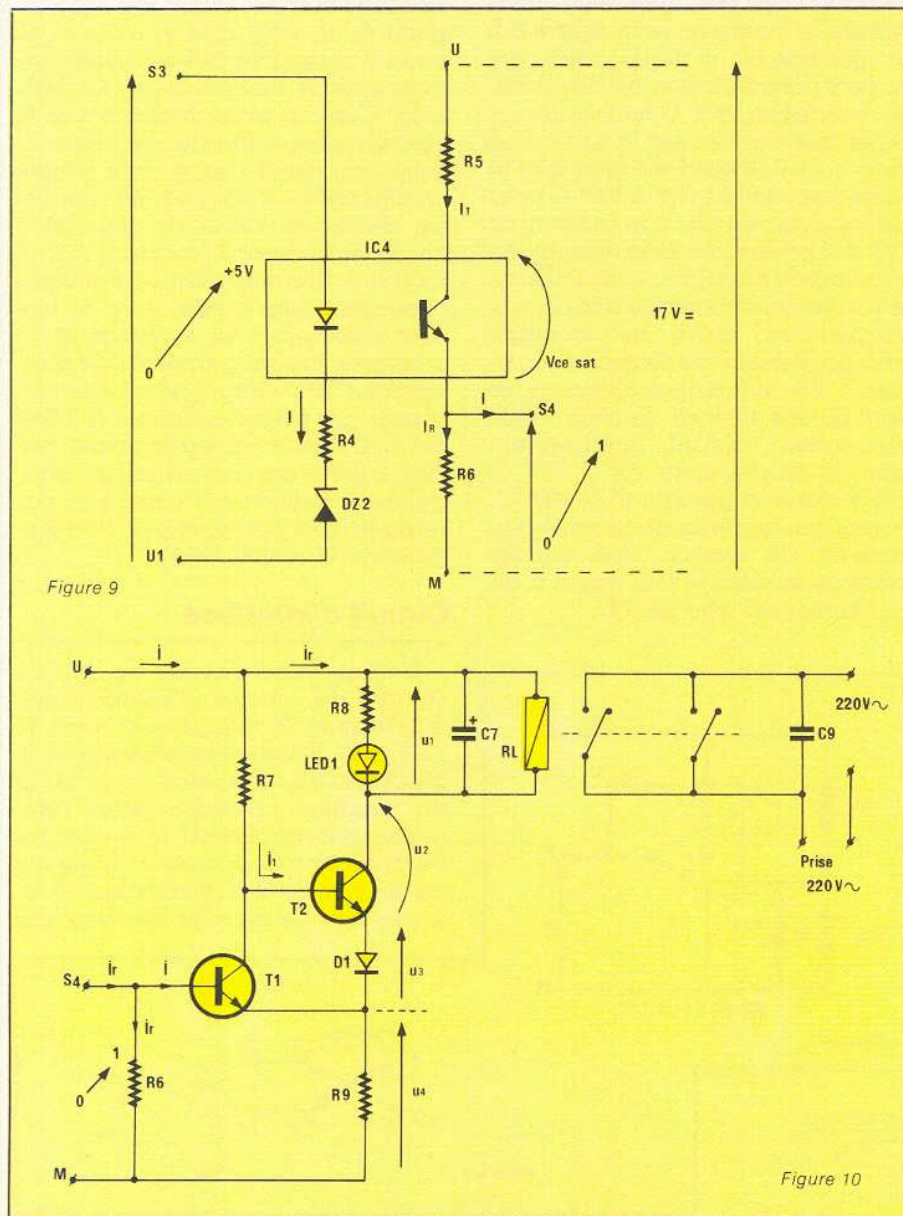 U
S3
R5
IT
IC4
+5V
0
17 V =
Vce sat
I
I
S4
IR
R4
R6
1
0
DZ2
U1
M
Figure 9
U
i
ir
R8
u1
C7
+
RL
C9
220V~
LED1
R7
u2
i1
T2
Prise
220V~
D1
u3
S4
ir
i
T1
ir
1
0
R6
R9
u4
M
Figure 10